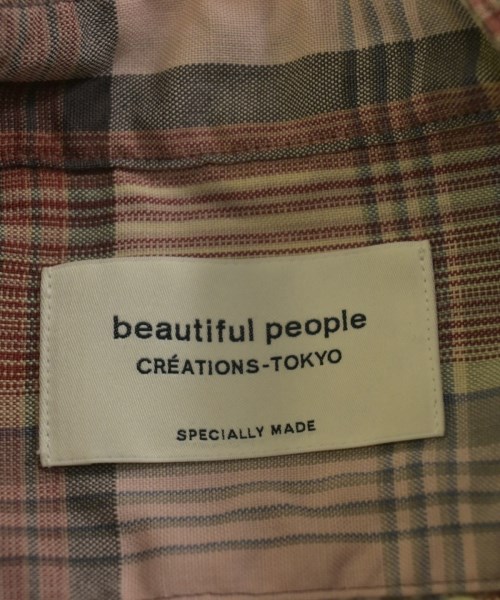 beautiful people
CRÉATIONS-TOKYO
SPECIALLY MADE